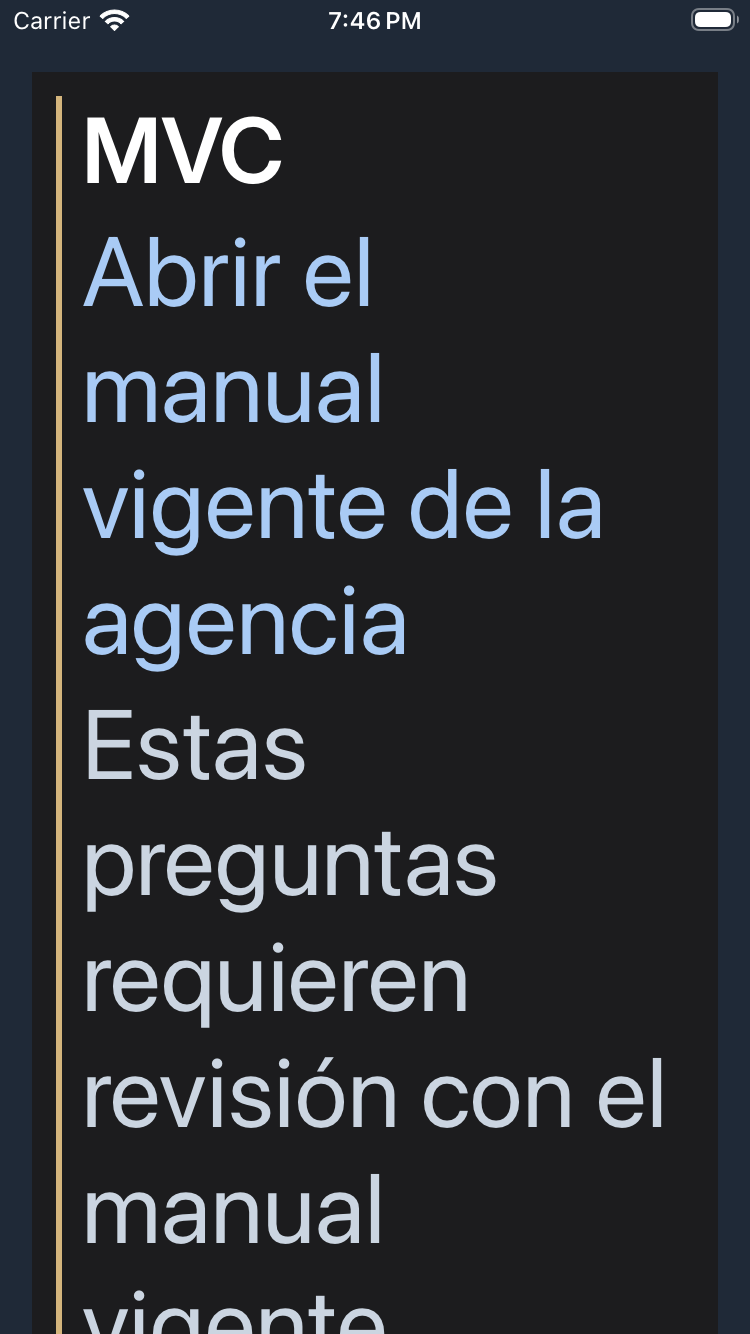 Carrier 7:46 PM
MVC
Abrir el
manual
vigente de la
agencia
Estas
preguntas
requieren
revisión con el
manual
vigente